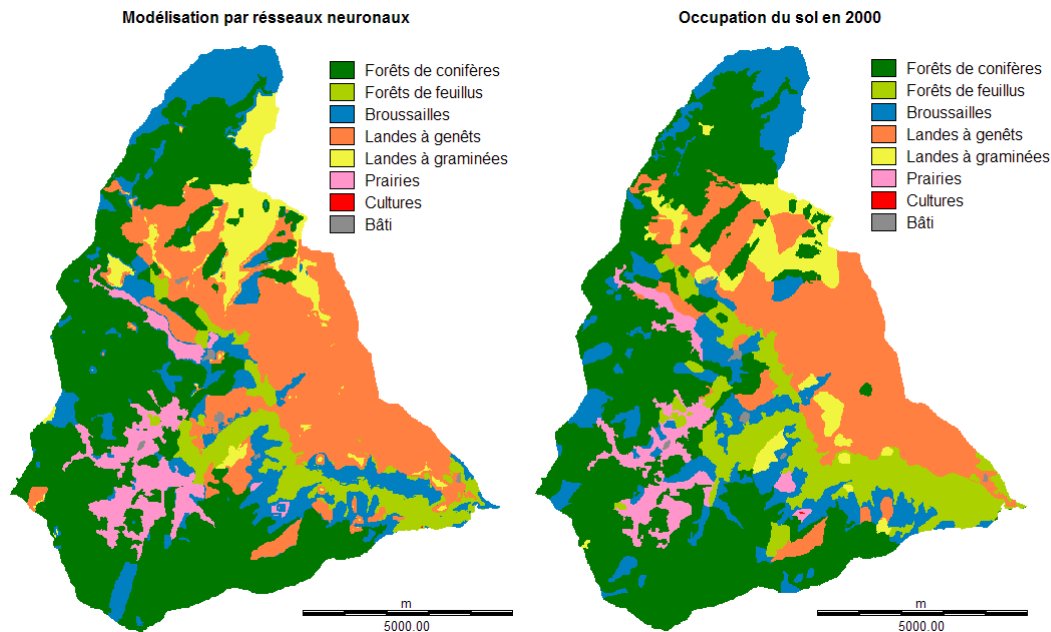 Modélisation par résseaux neuronaux
Forêts de conifères
Forêts de feuillus
Broussailles
Landes à genêts
Landes à graminées
Prairies
Cultures
Bâti
m
5000.00
Occupation du sol en 2000
Forêts de conifères
Forêts de feuillus
Broussailles
Landes à genêts
Landes à graminées
Prairies
Cultures
Bâti
m
5000.00